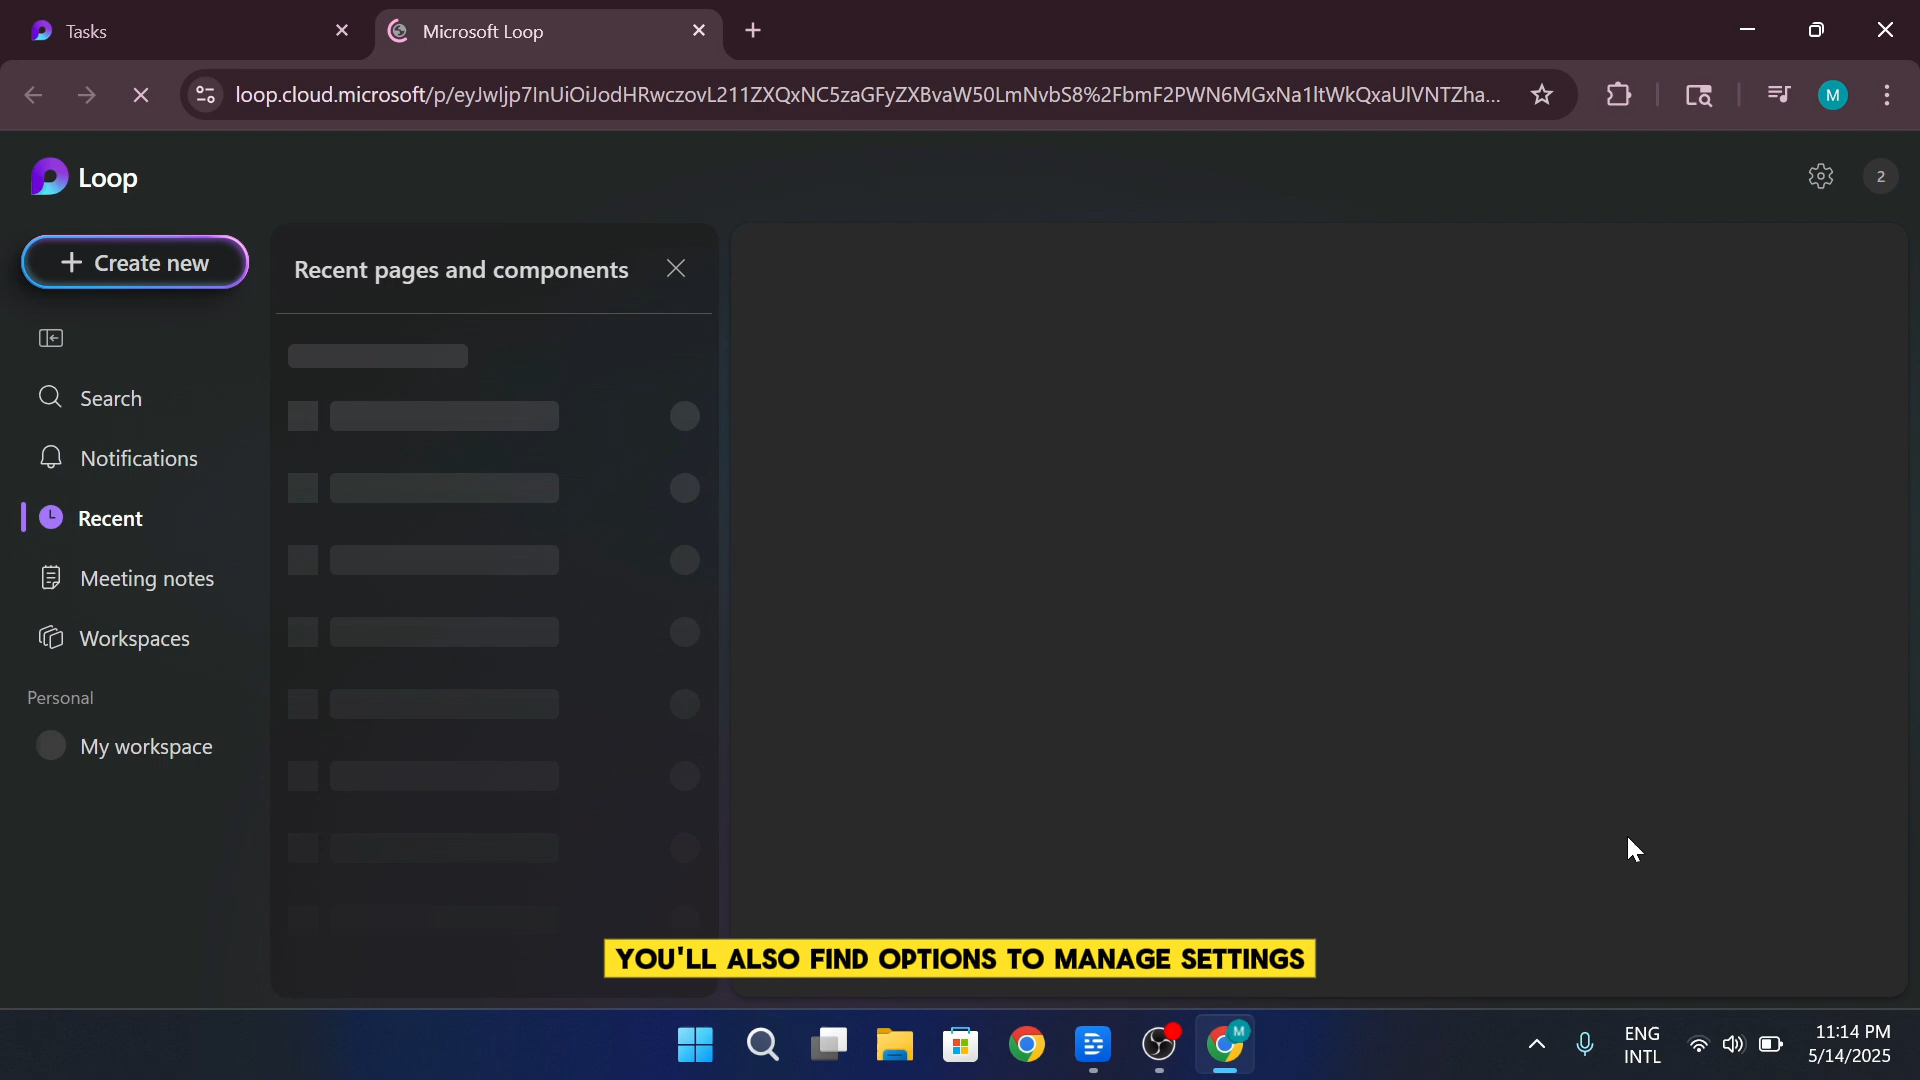 Tasks
Microsoft Loop
loop.cloud.microsoft/p/eyJwIjp7InUiOiJodHRwczovL211ZXQxNC5zaGFyZXBvaW50LmNvbS8%2FbmF2PWN6MGxNa1ltWkQxaUlVNTZha...
M
Loop
2
Create new
Recent pages and components
Search
Notifications
Recent
Meeting notes
Workspaces
Personal
My workspace
YOU'LL ALSO FIND OPTIONS TO MANAGE SETTINGS
M
ENG
INTL
11:14 PM
5/14/2025